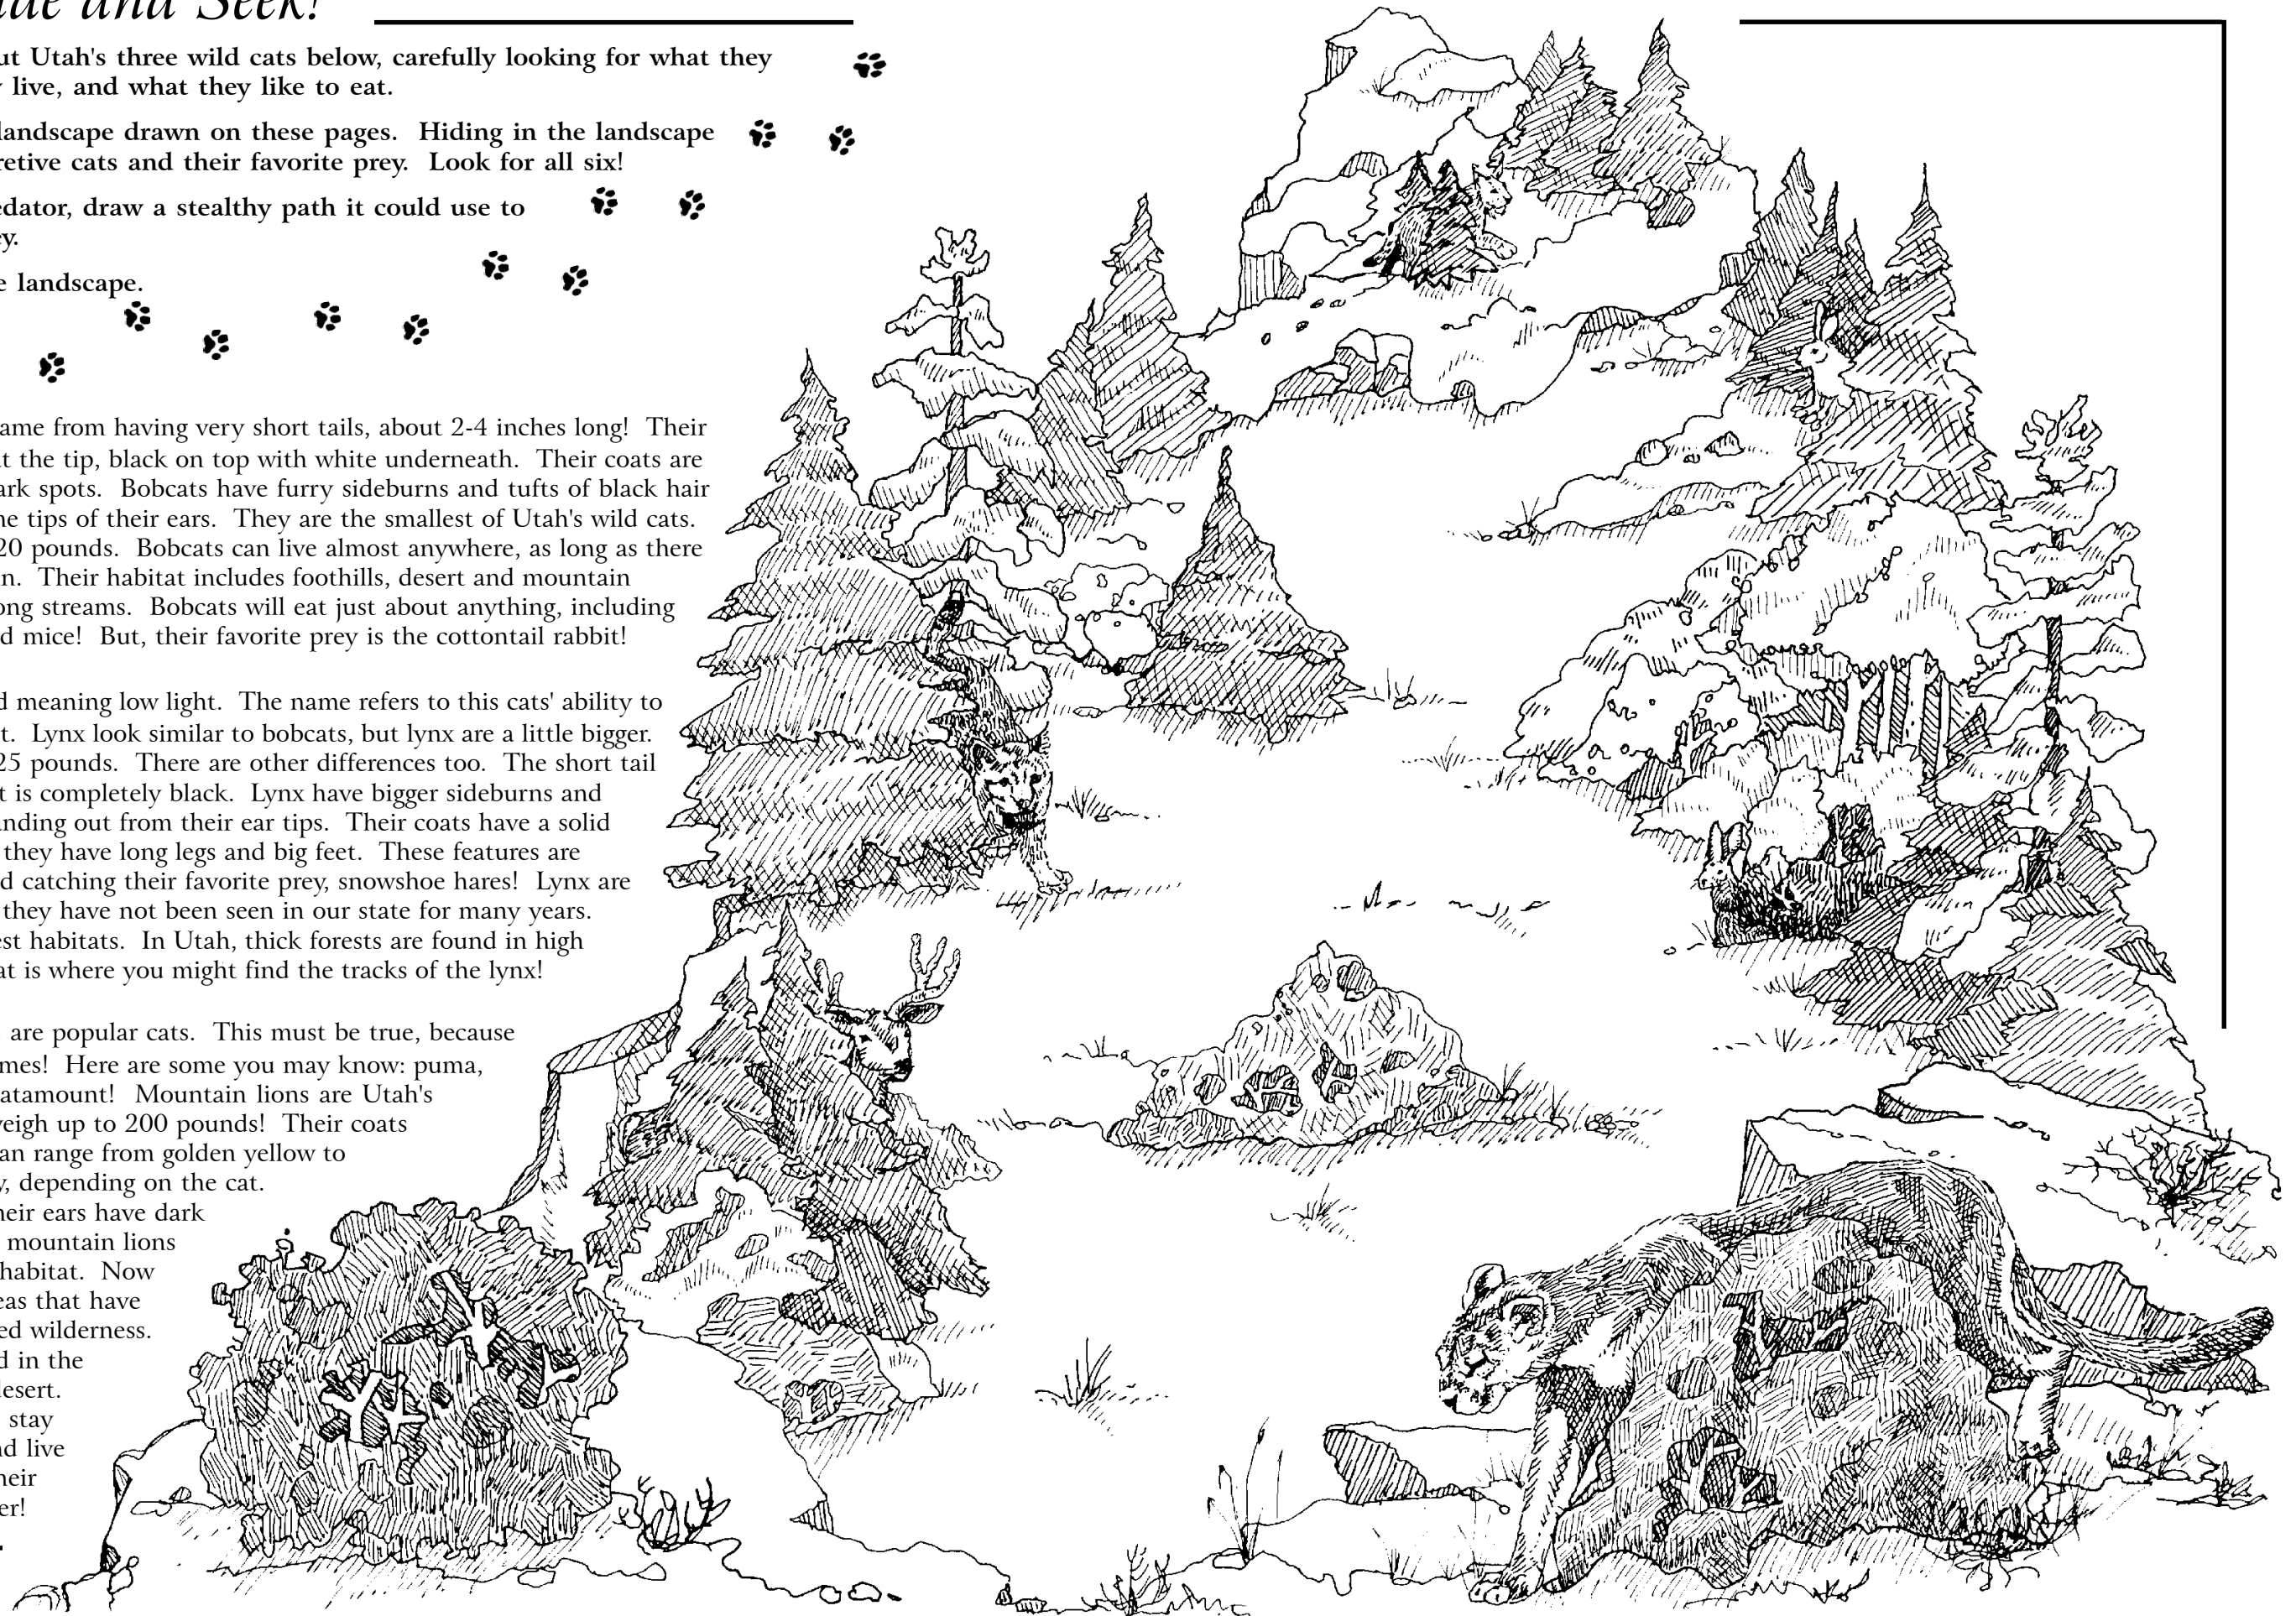 Seek!
ut Utah's three wild cats below, carefully looking for what they
live, and what they like to eat.
landscape drawn on these pages. Hiding in the landscape
retive cats and their favorite prey. Look for all six!
edator, draw a stealthy path it could use to
ey.
e landscape.
ame from having very short tails, about 2-4 inches long! Their
at the tip, black on top with white underneath. Their coats are
ark spots. Bobcats have furry sideburns and tufts of black hair
he tips of their ears. They are the smallest of Utah's wild cats.
20 pounds. Bobcats can live almost anywhere, as long as there
n. Their habitat includes foothills, desert and mountain
ong streams. Bobcats will eat just about anything, including
d mice! But, their favorite prey is the cottontail rabbit!
d meaning low light. The name refers to this cats' ability to
t. Lynx look similar to bobcats, but lynx are a little bigger.
25 pounds. There are other differences too. The short tail
t is completely black. Lynx have bigger sideburns and
anding out from their ear tips. Their coats have a solid
they have long legs and big feet. These features are
d catching their favorite prey, snowshoe hares! Lynx are
they have not been seen in our state for many years.
est habitats. In Utah, thick forests are found in high
at is where you might find the tracks of the lynx!
are popular cats. This must be true, because
mes! Here are some you may know: puma,
atamount! Mountain lions are Utah's
weigh up to 200 pounds! Their coats
an range from golden yellow to
y, depending on the cat.
heir ears have dark
mountain lions
habitat. Now
eas that have
ed wilderness.
d in the
desert.
stay
nd live
heir
er!